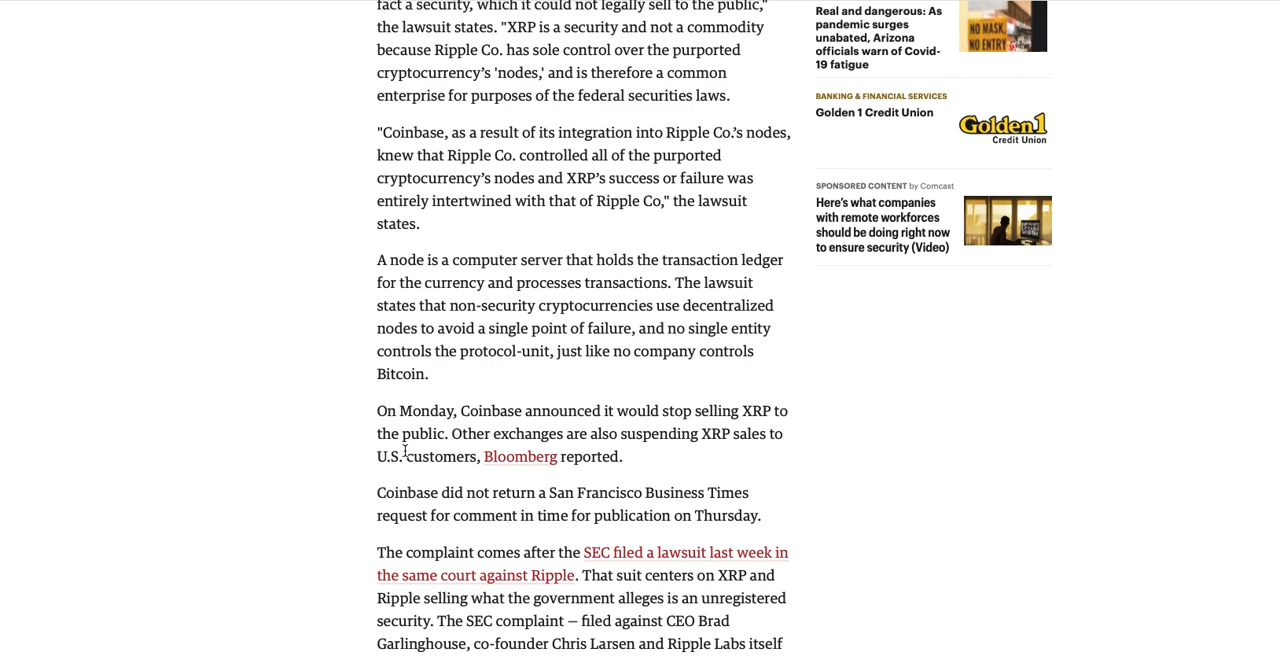 fact a security, which it could not legally sell to the public,"
the lawsuit states. "XRP is a security and not a commodity
because Ripple Co. has sole control over the purported
cryptocurrency’s 'nodes,' and is therefore a common
enterprise for purposes of the federal securities laws.
"Coinbase, as a result of its integration into Ripple Co.’s nodes,
knew that Ripple Co. controlled all of the purported
cryptocurrency’s nodes and XRP’s success or failure was
entirely intertwined with that of Ripple Co," the lawsuit
states.
A node is a computer server that holds the transaction ledger
for the currency and processes transactions. The lawsuit
states that non-security cryptocurrencies use decentralized
nodes to avoid a single point of failure, and no single entity
controls the protocol-unit, just like no company controls
Bitcoin.
On Monday, Coinbase announced it would stop selling XRP to
the public. Other exchanges are also suspending XRP sales to
U.S. customers, Bloomberg reported.
Coinbase did not return a San Francisco Business Times
request for comment in time for publication on Thursday.
The complaint comes after the SEC filed a lawsuit last week in
the same court against Ripple. That suit centers on XRP and
Ripple selling what the government alleges is an unregistered
security. The SEC complaint — filed against CEO Brad
Garlinghouse, co-founder Chris Larsen and Ripple Labs itself
Real and dangerous: As
pandemic surges
unabated, Arizona
officials warn of Covid-
19 fatigue
NO MASK,
NO ENTRY
BANKING & FINANCIAL SERVICES
Golden 1 Credit Union
Golden1
Credit Union
SPONSORED CONTENT by Comcast
Here’s what companies
with remote workforces
should be doing right now
to ensure security (Video)